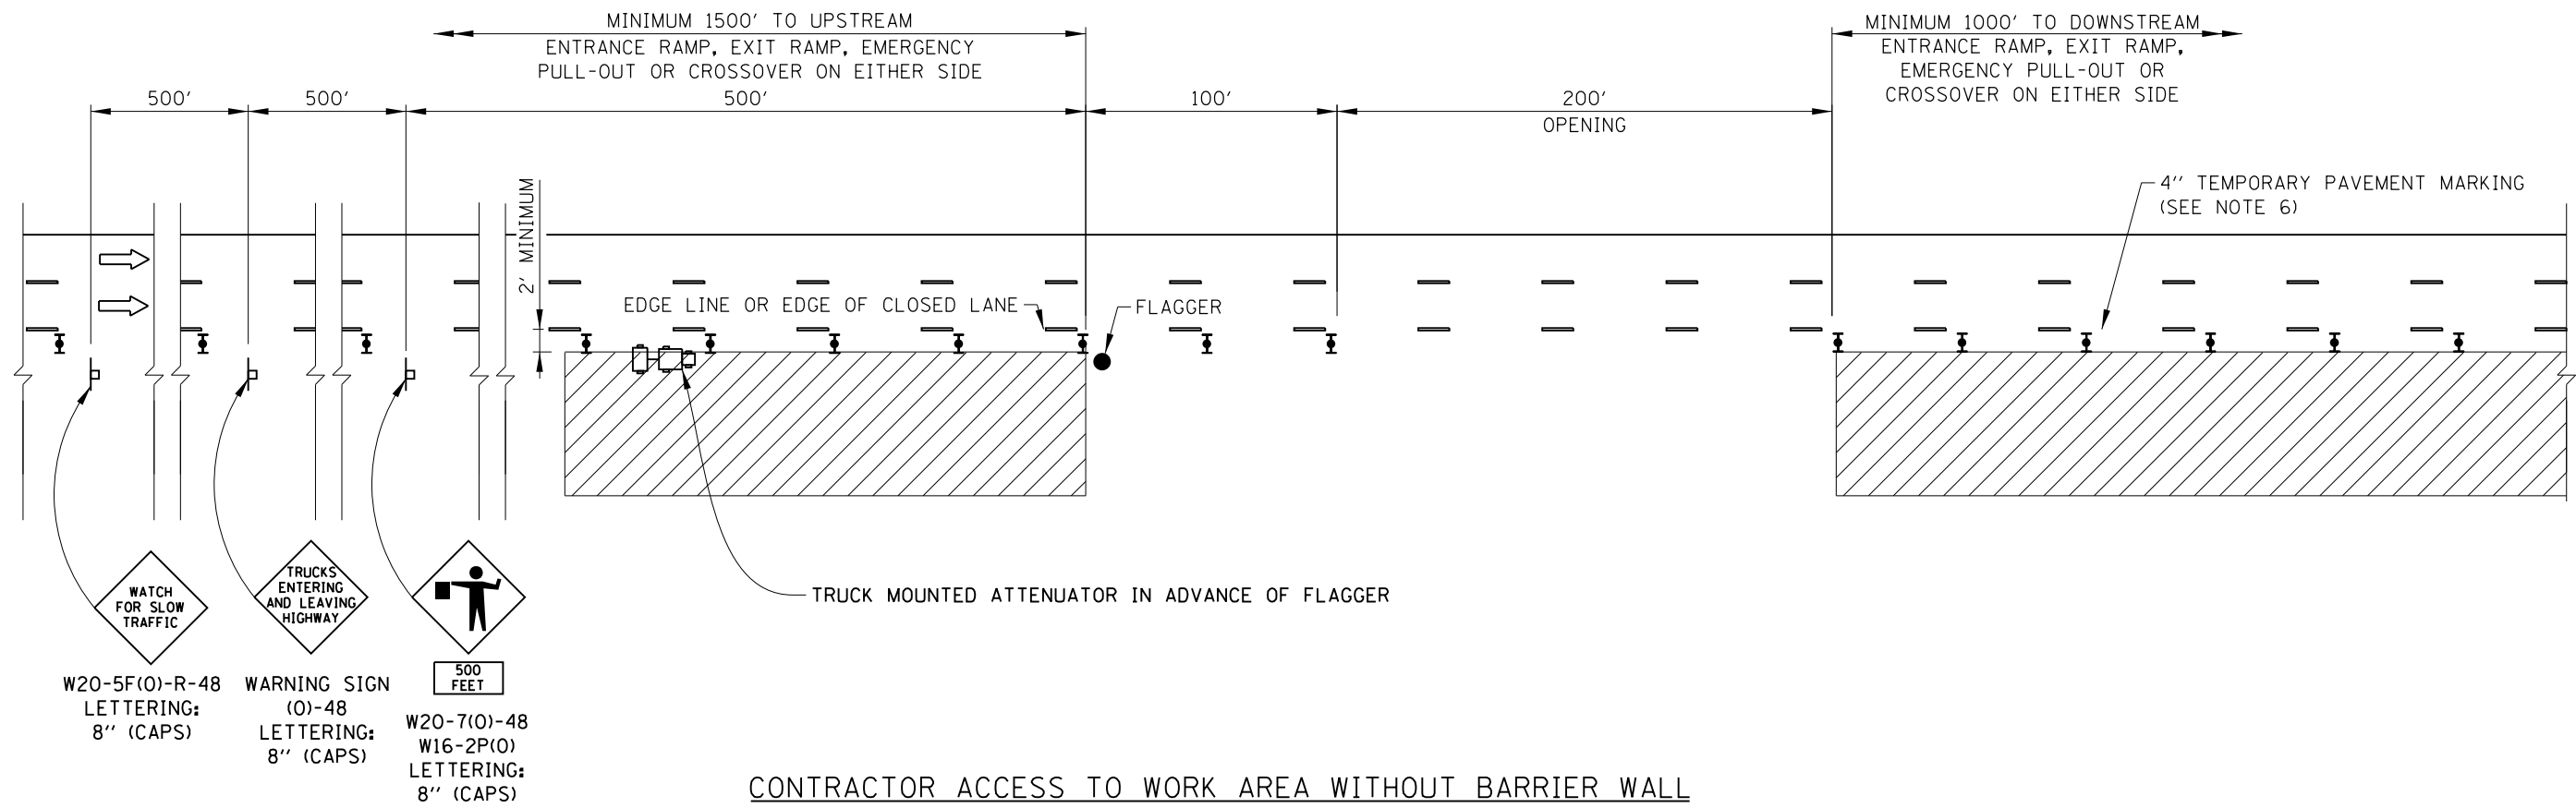 MINIMUM 1500' TO UPSTREAM
ENTRANCE RAMP, EXIT RAMP, EMERGENCY
PULL-OUT OR CROSSOVER ON EITHER SIDE
MINIMUM 1000' TO DOWNSTREAM
ENTRANCE RAMP, EXIT RAMP,
EMERGENCY PULL-OUT OR
CROSSOVER ON EITHER SIDE
500'
500'
500'
100'
200'
OPENING
2' MINIMUM
4'' TEMPORARY PAVEMENT MARKING
(SEE NOTE 6)
EDGE LINE OR EDGE OF CLOSED LANE
FLAGGER
TRUCK MOUNTED ATTENUATOR IN ADVANCE OF FLAGGER
WATCH
FOR SLOW
TRAFFIC
W20-5F(O)-R-48
LETTERING:
8'' (CAPS)
TRUCKS
ENTERING
AND LEAVING
HIGHWAY
WARNING SIGN
(O)-48
LETTERING:
8'' (CAPS)
500
FEET
W20-7(O)-48
W16-2P(O)
LETTERING:
8'' (CAPS)
CONTRACTOR ACCESS TO WORK AREA WITHOUT BARRIER WALL